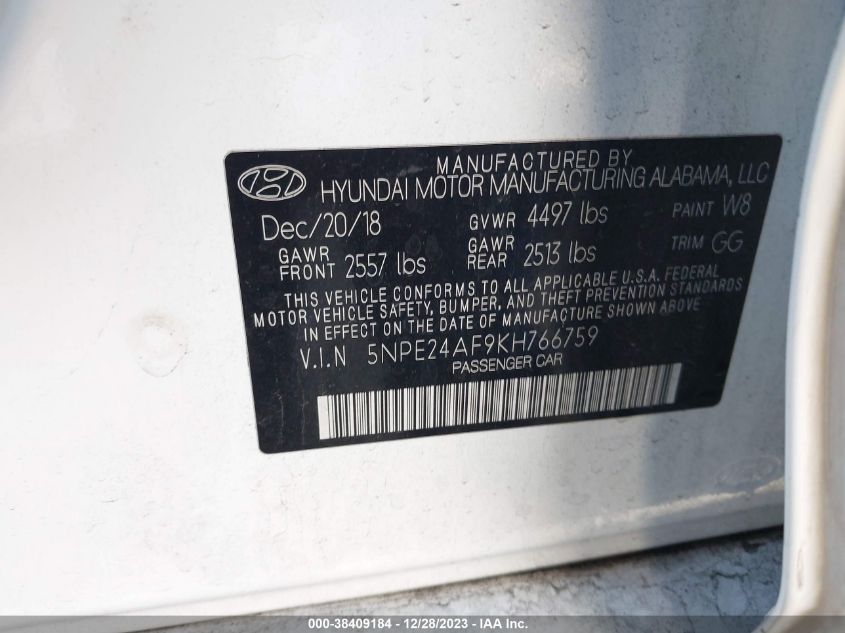 MANUFACTURED BY
HYUNDAI MOTOR MANUFACTURING ALABAMA, LLC
Dec/20/18 GVWR 4497 lbs PAINT W8
GAWR FRONT 2557 lbs GAWR REAR 2513 lbs TRIM GG
THIS VEHICLE CONFORMS TO ALL APPLICABLE U.S.A. FEDERAL
MOTOR VEHICLE SAFETY, BUMPER, AND THEFT PREVENTION STANDARDS
IN EFFECT ON THE DATE OF MANUFACTURE SHOWN ABOVE
V.I.N 5NPE24AF9KH766759
PASSENGER CAR
000-38409184 - 12/28/2023 -